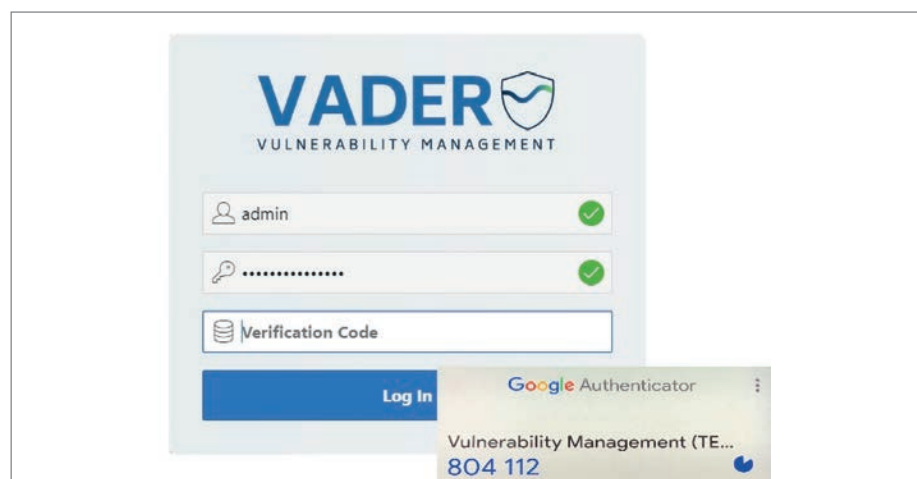 VADER
VULNERABILITY MANAGEMENT
admin
Verification Code
Log In
Google Authenticator
Vulnerability Management (TE...
804 112